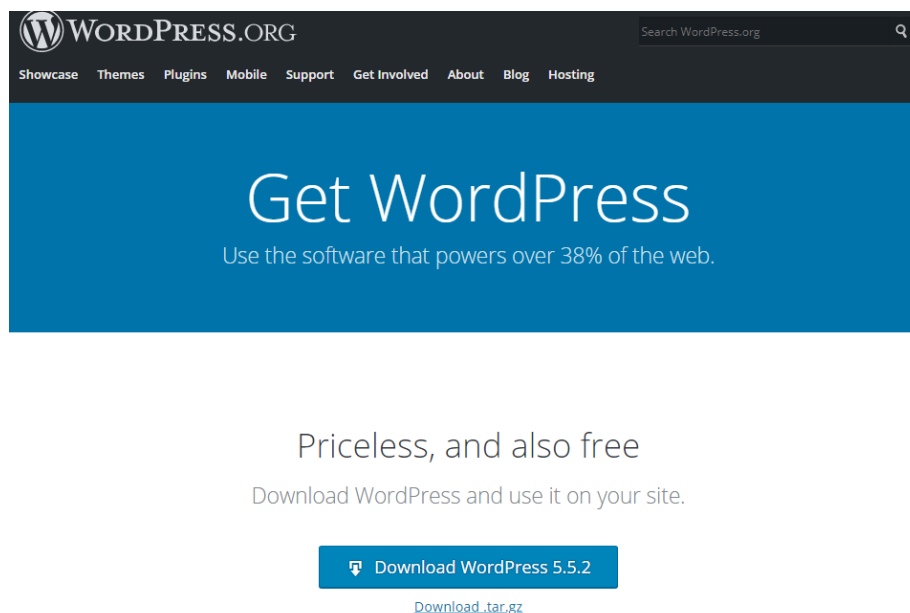 WORDPRESS.ORG
Search WordPress.org
Showcase Themes Plugins Mobile Support Get Involved About Blog Hosting
Get WordPress
Use the software that powers over 38% of the web.
Priceless, and also free
Download WordPress and use it on your site.
Download WordPress 5.5.2
Download .tar.gz